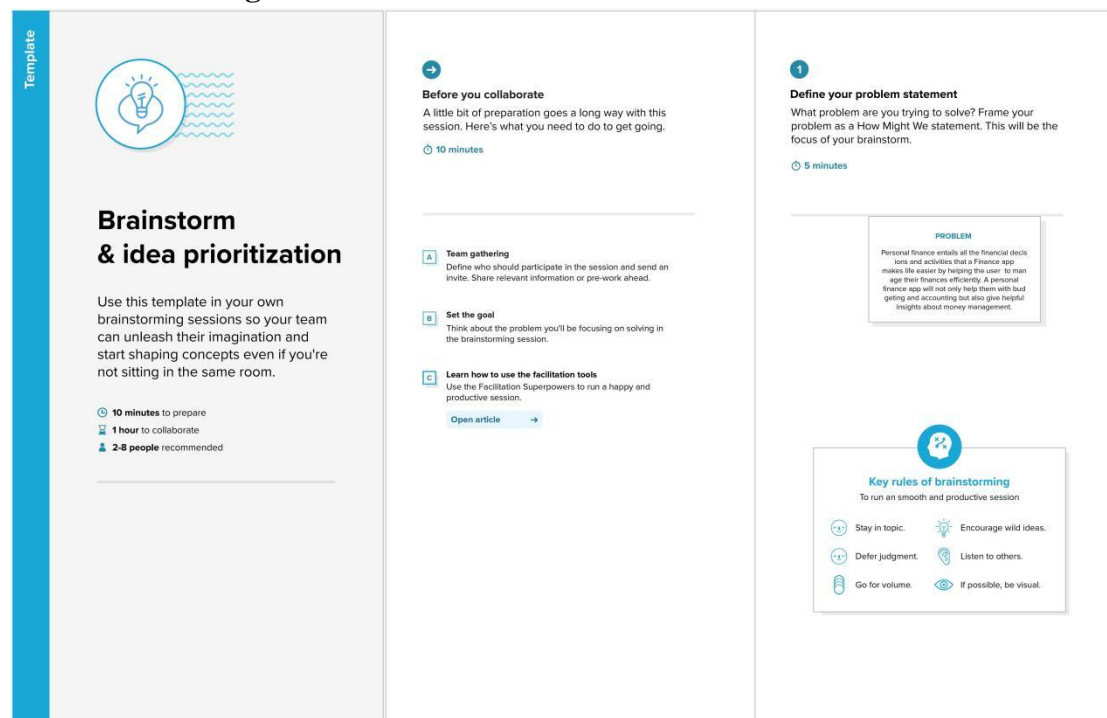 Template
Brainstorm
& idea prioritization
Use this template in your own
brainstorming sessions so your team
can unleash their imagination and
start shaping concepts even if you're
not sitting in the same room.
10 minutes to prepare
1 hour to collaborate
2-8 people recommended
Before you collaborate
A little bit of preparation goes a long way with this
session. Here's what you need to do to get going.
10 minutes
A
Team gathering
Define who should participate in the session and send an
invite. Share relevant information or pre-work ahead.
B
Set the goal
Think about the problem you'll be focusing on solving in
the brainstorming session.
C
Learn how to use the facilitation tools
Use the Facilitation Superpowers to run a happy and
productive session.
Open article
1
Define your problem statement
What problem are you trying to solve? Frame your
problem as a How Might We statement. This will be the
focus of your brainstorm.
5 minutes
PROBLEM
Personal finance entails all the financial decis
ions and activities that a Finance app
makes life easier by helping the user to man
age their finances efficiently. A personal
finance app will not only help them with bud
geting and accounting but also give helpful
insights about money management.
Key rules of brainstorming
To run an smooth and productive session
Stay in topic.
Encourage wild ideas.
Defer judgment.
Listen to others.
Go for volume.
If possible, be visual.